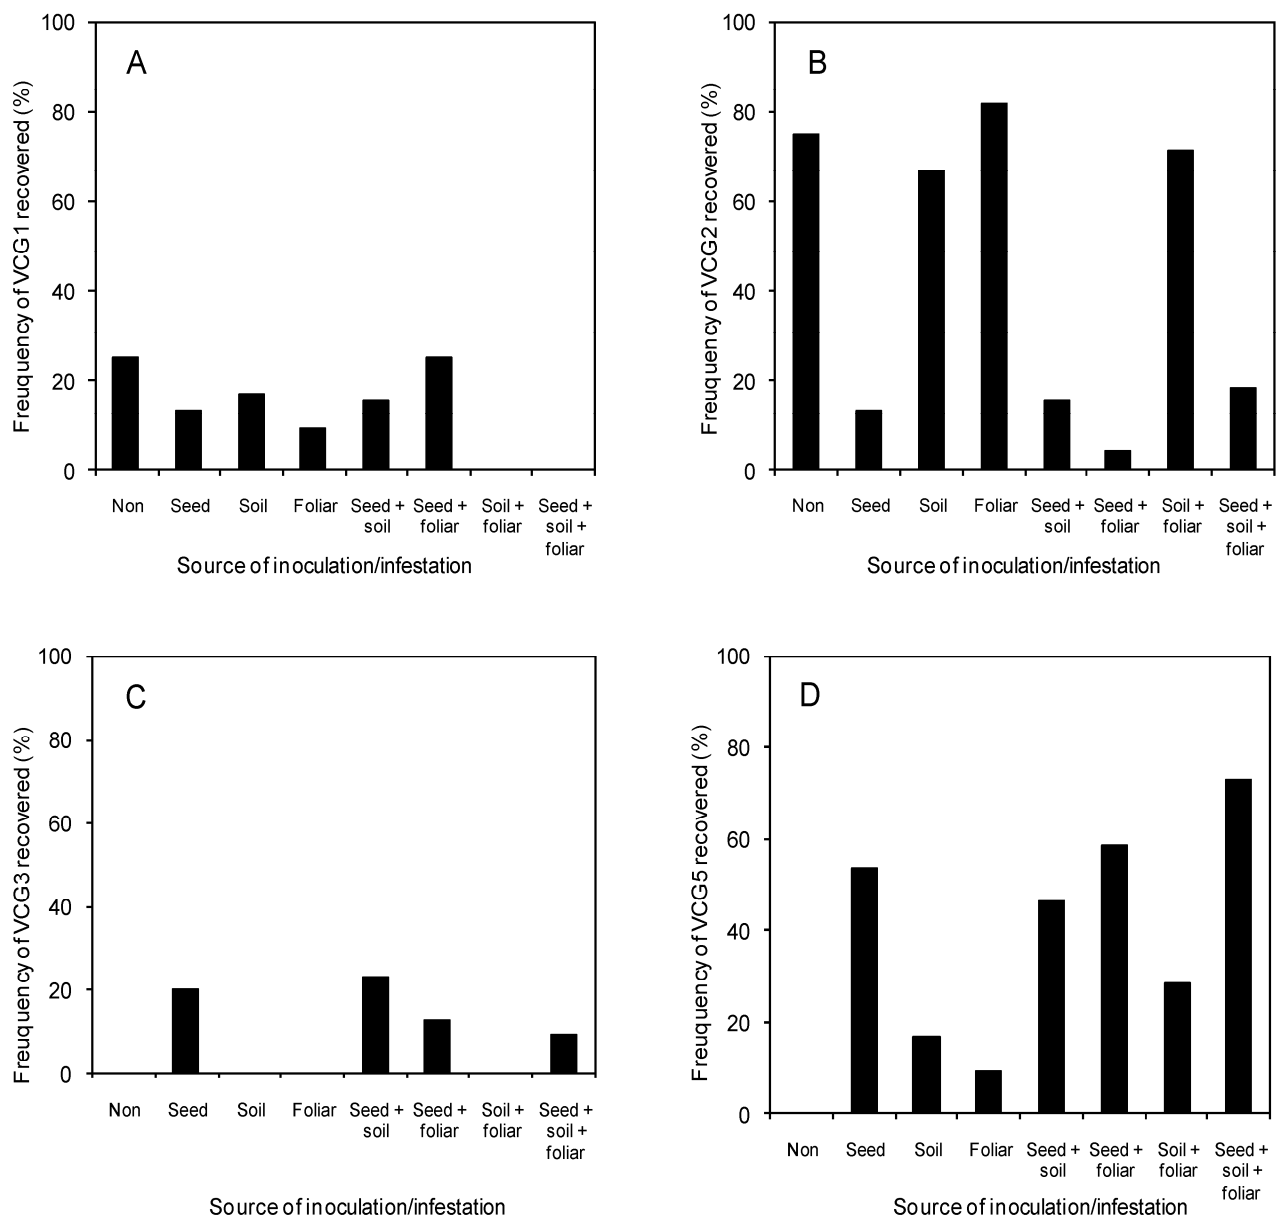 A
Freuquency of VCG1 recovered (%)
100
80
60
40
20
0
Non Seed Soil Foliar Seed + Seed + Soil + Seed +
soil foliar foliar soil +
foliar
Source of inoculation/infestation
B
Freuquency of VCG2 recovered (%)
100
80
60
40
20
0
Non Seed Soil Foliar Seed + Seed + Soil + Seed +
soil foliar foliar soil +
foliar
Source of inoculation/infestation
C
Freuquency of VCG3 recovered (%)
100
80
60
40
20
0
Non Seed Soil Foliar Seed + Seed + Soil + Seed +
soil foliar foliar soil +
foliar
Source of inoculation/infestation
D
Freuquency of VCG5 recovered (%)
100
80
60
40
20
0
Non Seed Soil Foliar Seed + Seed + Soil + Seed +
soil foliar foliar soil +
foliar
Source of inoculation/infestation